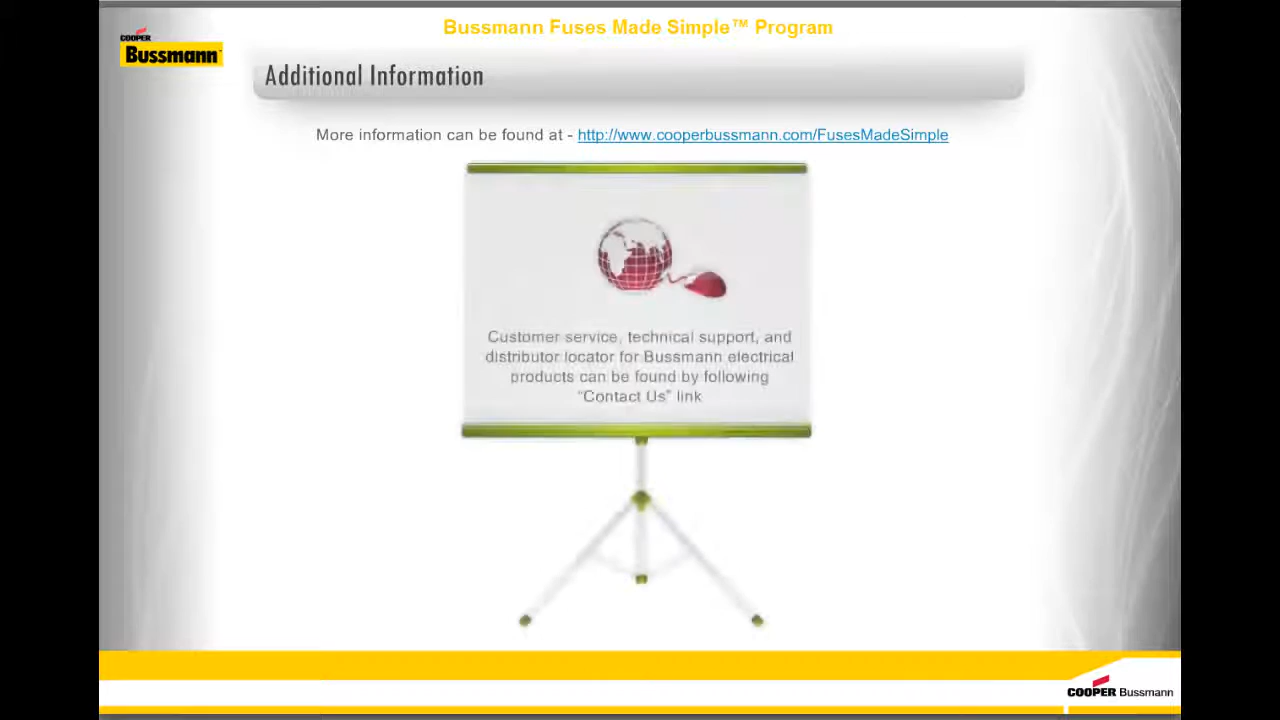 Bussmann Fuses Made Simple™ Program
COOPER
Bussmann
Additional Information
More information can be found at - http://www.cooperbussmann.com/FusesMadeSimple
Customer service, technical support, and
distributor locator for Bussmann electrical
products can be found by following
“Contact Us” link
COOPER Bussmann